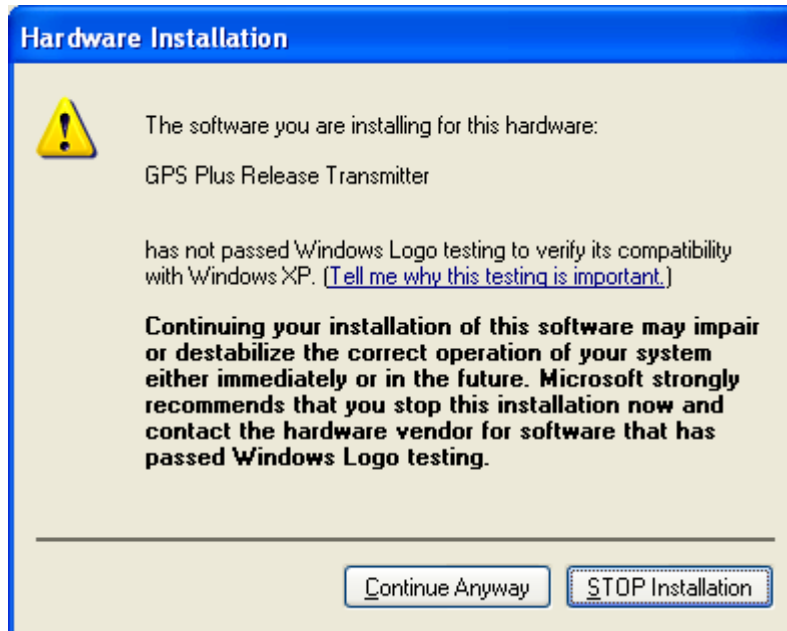 Hardware Installation
The software you are installing for this hardware:
GPS Plus Release Transmitter
has not passed Windows Logo testing to verify its compatibility
with Windows XP. (Tell me why this testing is important.)
Continuing your installation of this software may impair
or destabilize the correct operation of your system
either immediately or in the future. Microsoft strongly
recommends that you stop this installation now and
contact the hardware vendor for software that has
passed Windows Logo testing.
Continue Anyway
STOP Installation